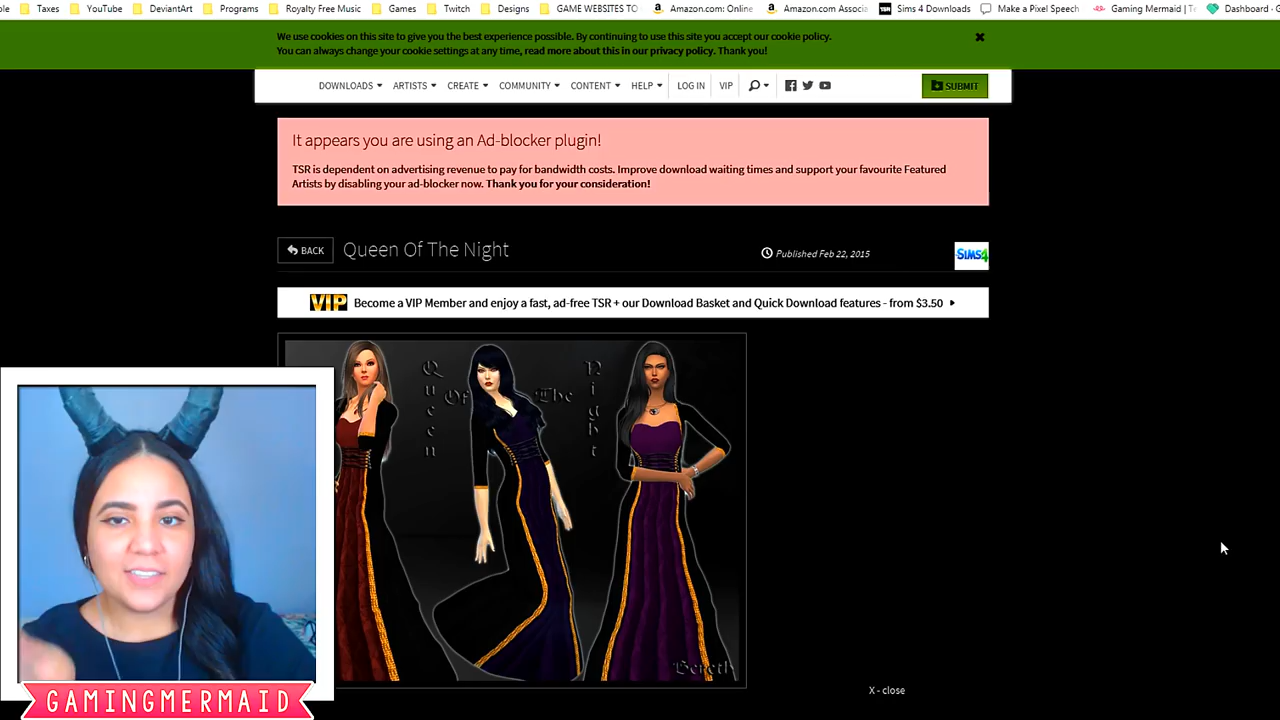 Taxes YouTube DeviantArt Programs Royalty Free Music Games Twitch Designs GAME WEBSITES TO Amazon.com: Online Amazon.com Associa TSR Sims 4 Downloads Make a Pixel Speech Gaming Mermaid | Dashboard - G
We use cookies on this site to give you the best experience possible. By continuing to use this site you accept our cookie policy.
You can always change your cookie settings at any time, read more about this in our privacy policy. Thank you!
DOWNLOADS ARTISTS CREATE COMMUNITY CONTENT HELP LOG IN VIP SUBMIT
It appears you are using an Ad-blocker plugin!
TSR is dependent on advertising revenue to pay for bandwidth costs. Improve download waiting times and support your favourite Featured
Artists by disabling your ad-blocker now. Thank you for your consideration!
BACK Queen Of The Night Published Feb 22, 2015 SIMS4
VIP Become a VIP Member and enjoy a fast, ad-free TSR + our Download Basket and Quick Download features - from $3.50
Queen Of The Night
Bereth
X - close
GAMINGMERMAID